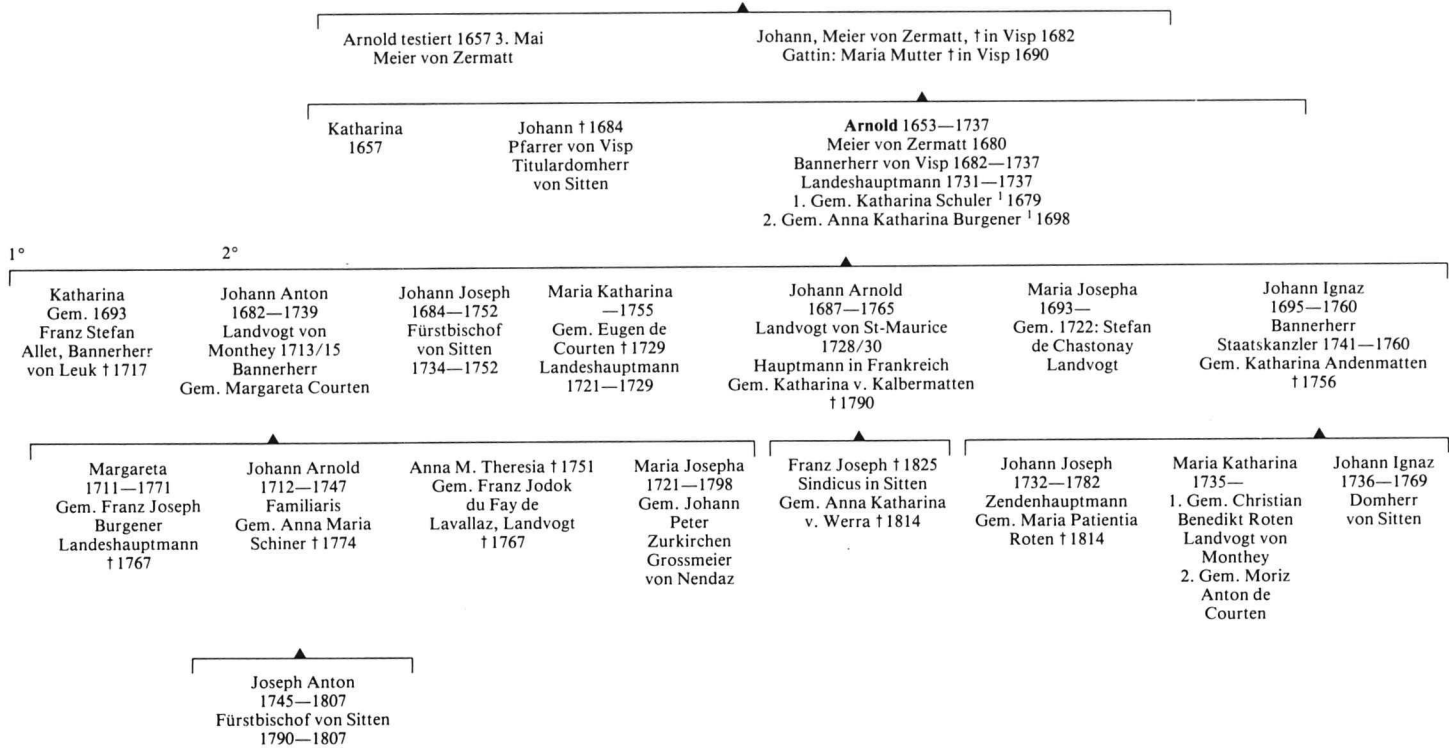 Arnold testiert 1657 3. Mai
Meier von Zermatt
Johann, Meier von Zermatt, † in Visp 1682
Gattin: Maria Mutter † in Visp 1690
Katharina
1657
Johann † 1684
Pfarrer von Visp
Titulardomherr
von Sitten
Arnold 1653—1737
Meier von Zermatt 1680
Bannerherr von Visp 1682—1737
Landeshauptmann 1731—1737
1. Gem. Katharina Schuler ¹ 1679
2. Gem. Anna Katharina Burgener ¹ 1698
1°
2°
Katharina
Gem. 1693
Franz Stefan
Allet, Bannerherr
von Leuk † 1717
Johann Anton
1682—1739
Landvogt von
Monthey 1713/15
Bannerherr
Gem. Margareta Courten
Johann Joseph
1684—1752
Fürstbischof
von Sitten
1734—1752
Maria Katharina
—1755
Gem. Eugen de
Courten † 1729
Landeshauptmann
1721—1729
Johann Arnold
1687—1765
Landvogt von St-Maurice
1728/30
Hauptmann in Frankreich
Gem. Katharina v. Kalbermatten
† 1790
Maria Josepha
1693—
Gem. 1722: Stefan
de Chastonay
Landvogt
Johann Ignaz
1695—1760
Bannerherr
Staatskanzler 1741—1760
Gem. Katharina Andenmatten
† 1756
Margareta
1711—1771
Gem. Franz Joseph
Burgener
Landeshauptmann
† 1767
Johann Arnold
1712—1747
Familiaris
Gem. Anna Maria
Schiner † 1774
Anna M. Theresia † 1751
Gem. Franz Jodok
du Fay de
Lavallaz, Landvogt
† 1767
Maria Josepha
1721—1798
Gem. Johann
Peter
Zurkirchen
Grossmeier
von Nendaz
Franz Joseph † 1825
Sindicus in Sitten
Gem. Anna Katharina
v. Werra † 1814
Johann Joseph
1732—1782
Zendenhauptmann
Gem. Maria Patientia
Roten † 1814
Maria Katharina
1735—
1. Gem. Christian
Benedikt Roten
Landvogt von
Monthey
2. Gem. Moriz
Anton de
Courten
Johann Ignaz
1736—1769
Domherr
von Sitten
Joseph Anton
1745—1807
Fürstbischof von Sitten
1790—1807